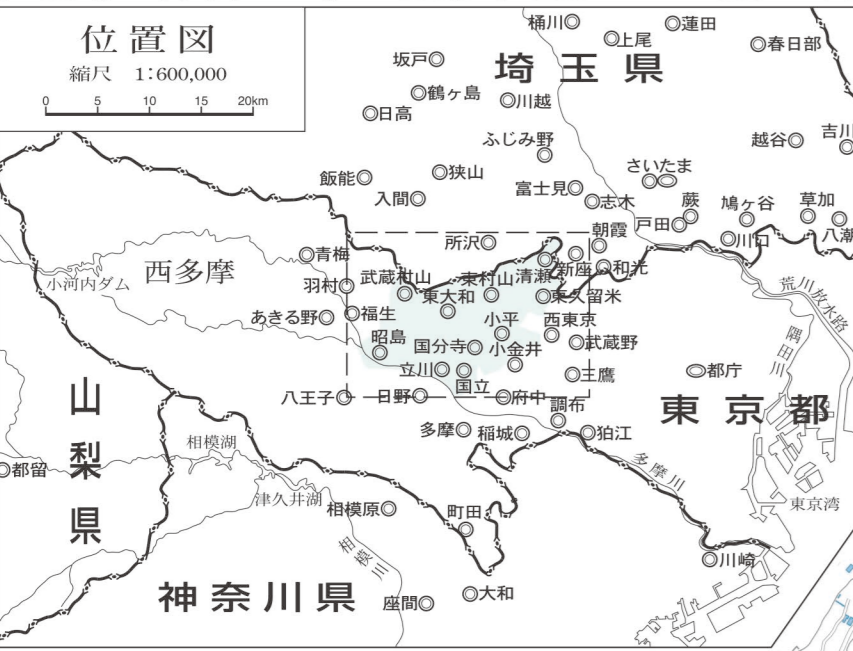 位置図
縮尺 1:600,000
0 5 10 15 20km
桶川
上尾
蓮田
春日部
坂戸
埼玉県
鶴ヶ島
川越
日高
ふじみ野
越谷
吉川
飯能
狭山
さいたま
入間
富士見
志木
蕨
戸田
鳩ヶ谷
草加
川口
八潮
所沢
朝霞
青梅
西多摩
小河内ダム
清瀬
新座
和光
羽村
武蔵村山
東村山
東大和
東久留米
荒川放水路
あきる野
福生
小平
西東京
隅田川
昭島
国分寺
小金井
武蔵野
立川
国立
三鷹
都庁
八王子
日野
府中
東京都
調布
山梨県
多摩
稲城
狛江
相模湖
都留
多摩川
津久井湖
相模原
町田
東京湾
相模川
川崎
神奈川県
座間
大和